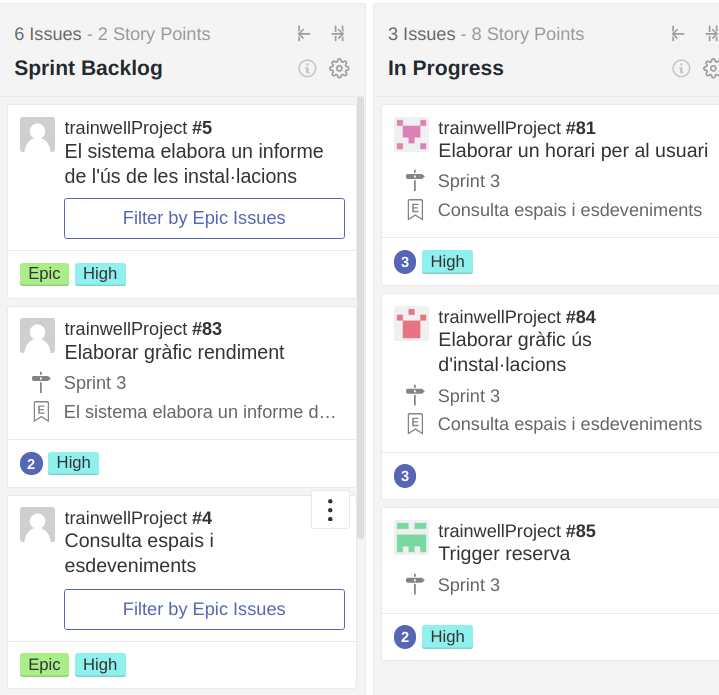 6 Issues - 2 Story Points
Sprint Backlog
trainwellProject #5
El sistema elabora un informe
de l'ús de les instal·lacions
Filter by Epic Issues
Epic High
trainwellProject #83
Elaborar gràfic rendiment
Sprint 3
E El sistema elabora un informe d…
2 High
trainwellProject #4
Consulta espais i
esdeveniments
Filter by Epic Issues
Epic High
3 Issues - 8 Story Points
In Progress
trainwellProject #81
Elaborar un horari per al usuari
Sprint 3
E Consulta espais i esdeveniments
3 High
trainwellProject #84
Elaborar gràfic ús
d'instal·lacions
Sprint 3
E Consulta espais i esdeveniments
3
trainwellProject #85
Trigger reserva
Sprint 3
2 High